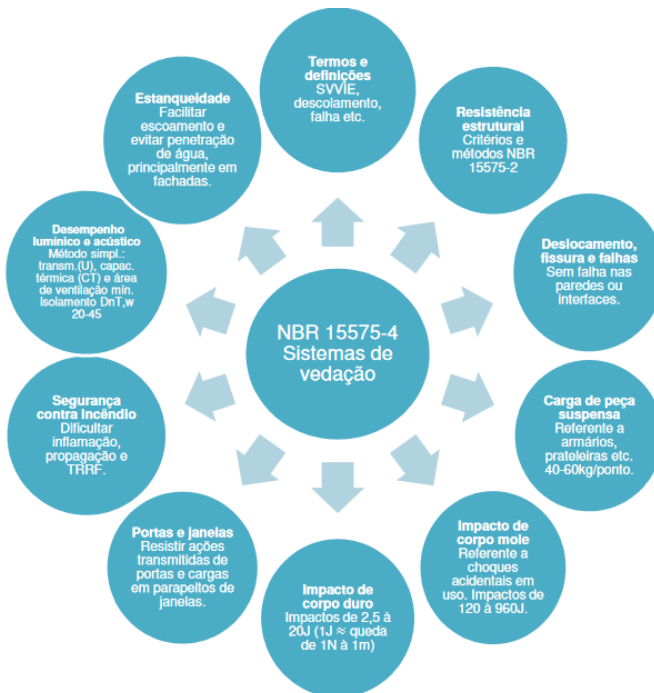 Termos e
definições
SVVIE,
descolamento,
falha etc.
Resistência
estrutural
Critérios e
métodos NBR
15575-2
Deslocamento,
fissura e falhas
Sem falha nas
paredes ou
interfaces.
Carga de peça
suspensa
Referente a
armários,
prateleiras etc.
40-60kg/ponto.
Impacto de
corpo mole
Referente a
choques
acidentais em
uso. Impactos de
120 à 960J.
Impacto de
corpo duro
Impactos de 2,5 à
20J (1J ≈ queda
de 1N à 1m)
Portas e janelas
Resistir ações
transmitidas de
portas e cargas
em parapeitos de
janelas.
Segurança
contra incêndio
Dificultar
inflamação,
propagação e
TRRF.
Desempenho
lumínico e acústico
Método simpl.:
transm.(U), capac.
térmica (CT) e área
de ventilação mín.
Isolamento DnT,w
20-45
Estanqueidade
Facilitar
escoamento e
evitar penetração
de água,
principalmente em
fachadas.
NBR 15575-4
Sistemas de
vedação